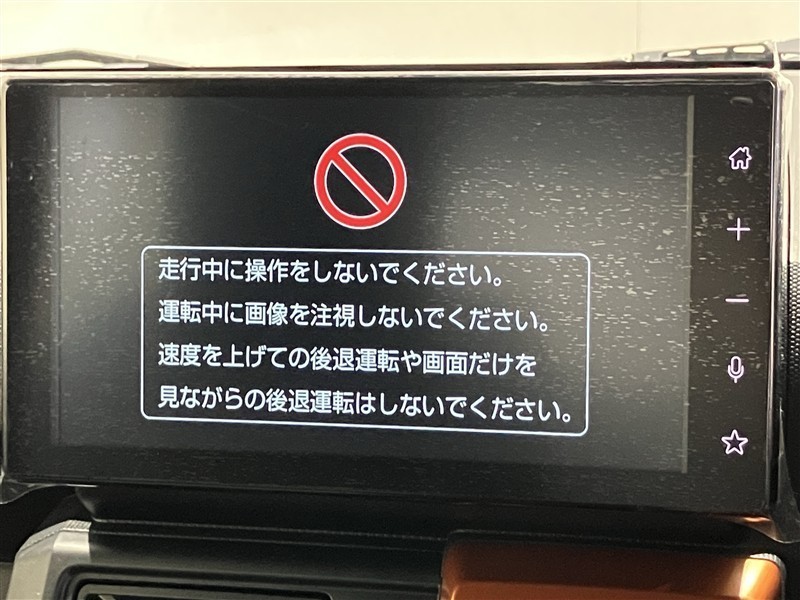 走行中に操作をしないでください。
運転中に画像を注視しないでください。
速度を上げての後退運転や画面だけを
見ながらの後退運転はしないでください。